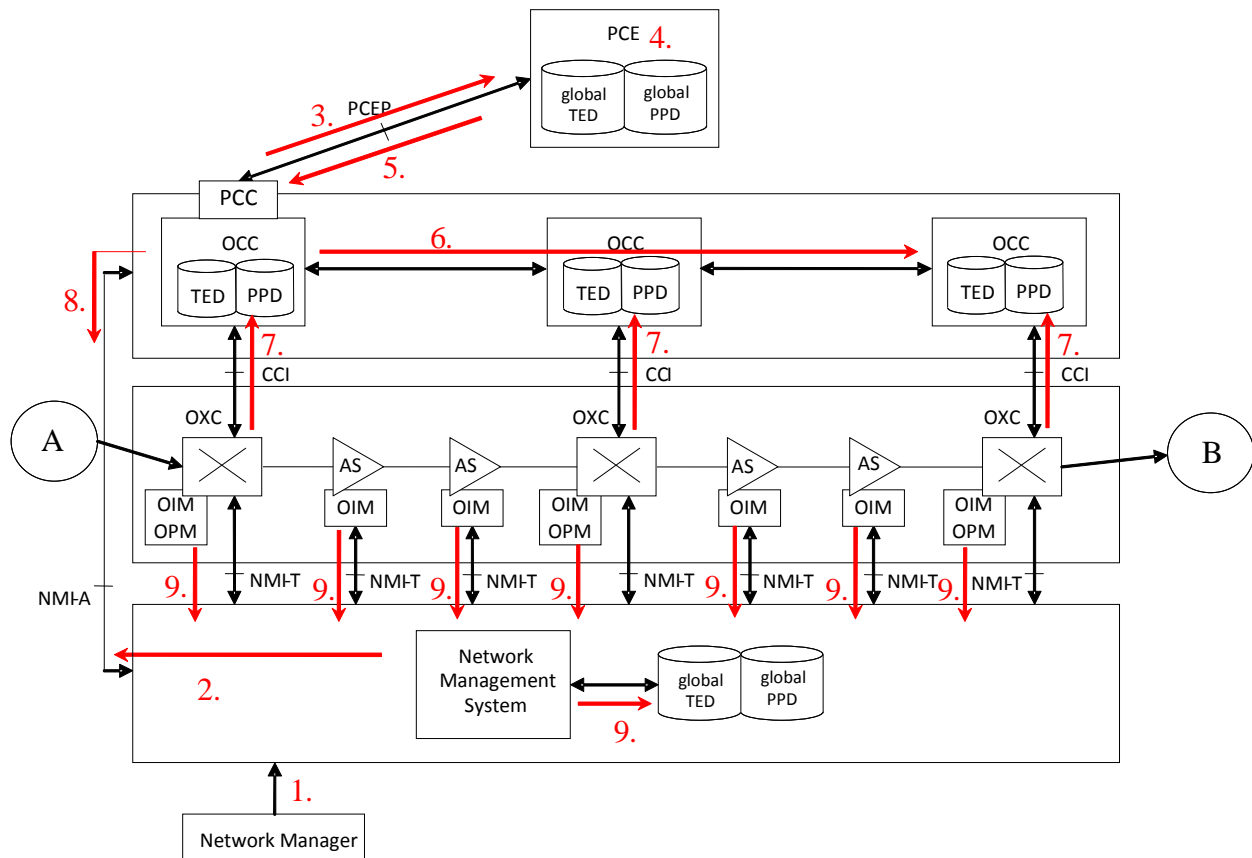 PCE 4.
global
TED
global
PPD
PCEP
3.
5.
PCC
OCC
TED PPD
6.
OCC
TED PPD
OCC
TED PPD
8.
7.
7.
7.
CCI
CCI
CCI
OXC
OXC
OXC
A
AS
AS
AS
AS
B
OIM
OPM
OIM
OIM
OIM
OPM
OIM
OIM
OIM
OPM
NMI-A
9.
NMI-T
9.
NMI-T
9.
NMI-T
9.
NMI-T
9.
NMI-T
9.
NMI-T
9.
NMI-T
2.
Network
Management
System
global
TED
global
PPD
9.
1.
Network Manager